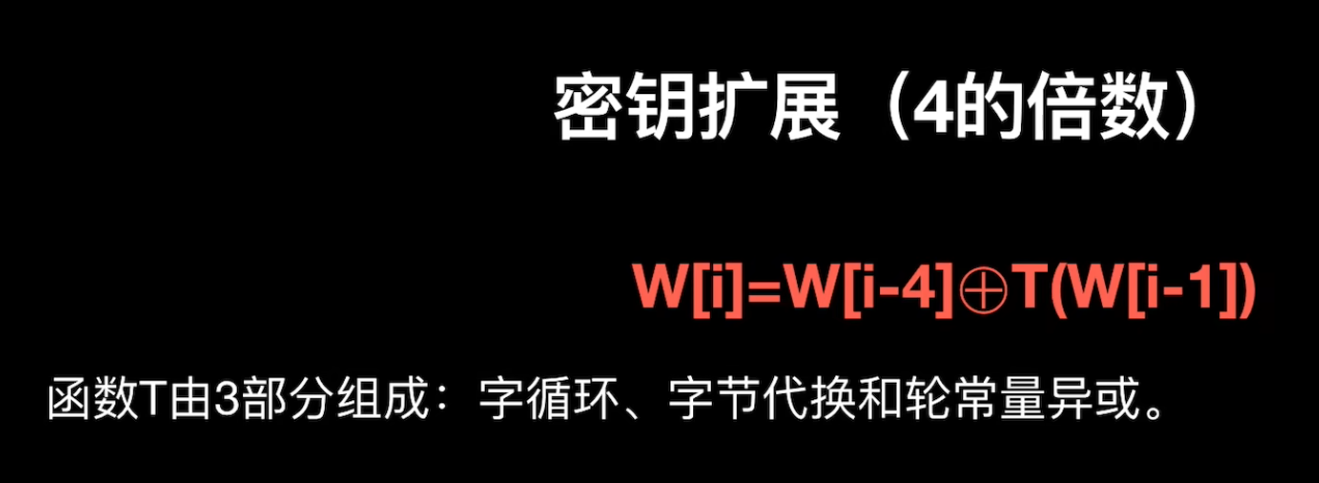 密钥扩展（4的倍数）
W[i]=W[i-4]⊕T(W[i-1])
函数T由3部分组成：字循环、字节代换和轮常量异或。